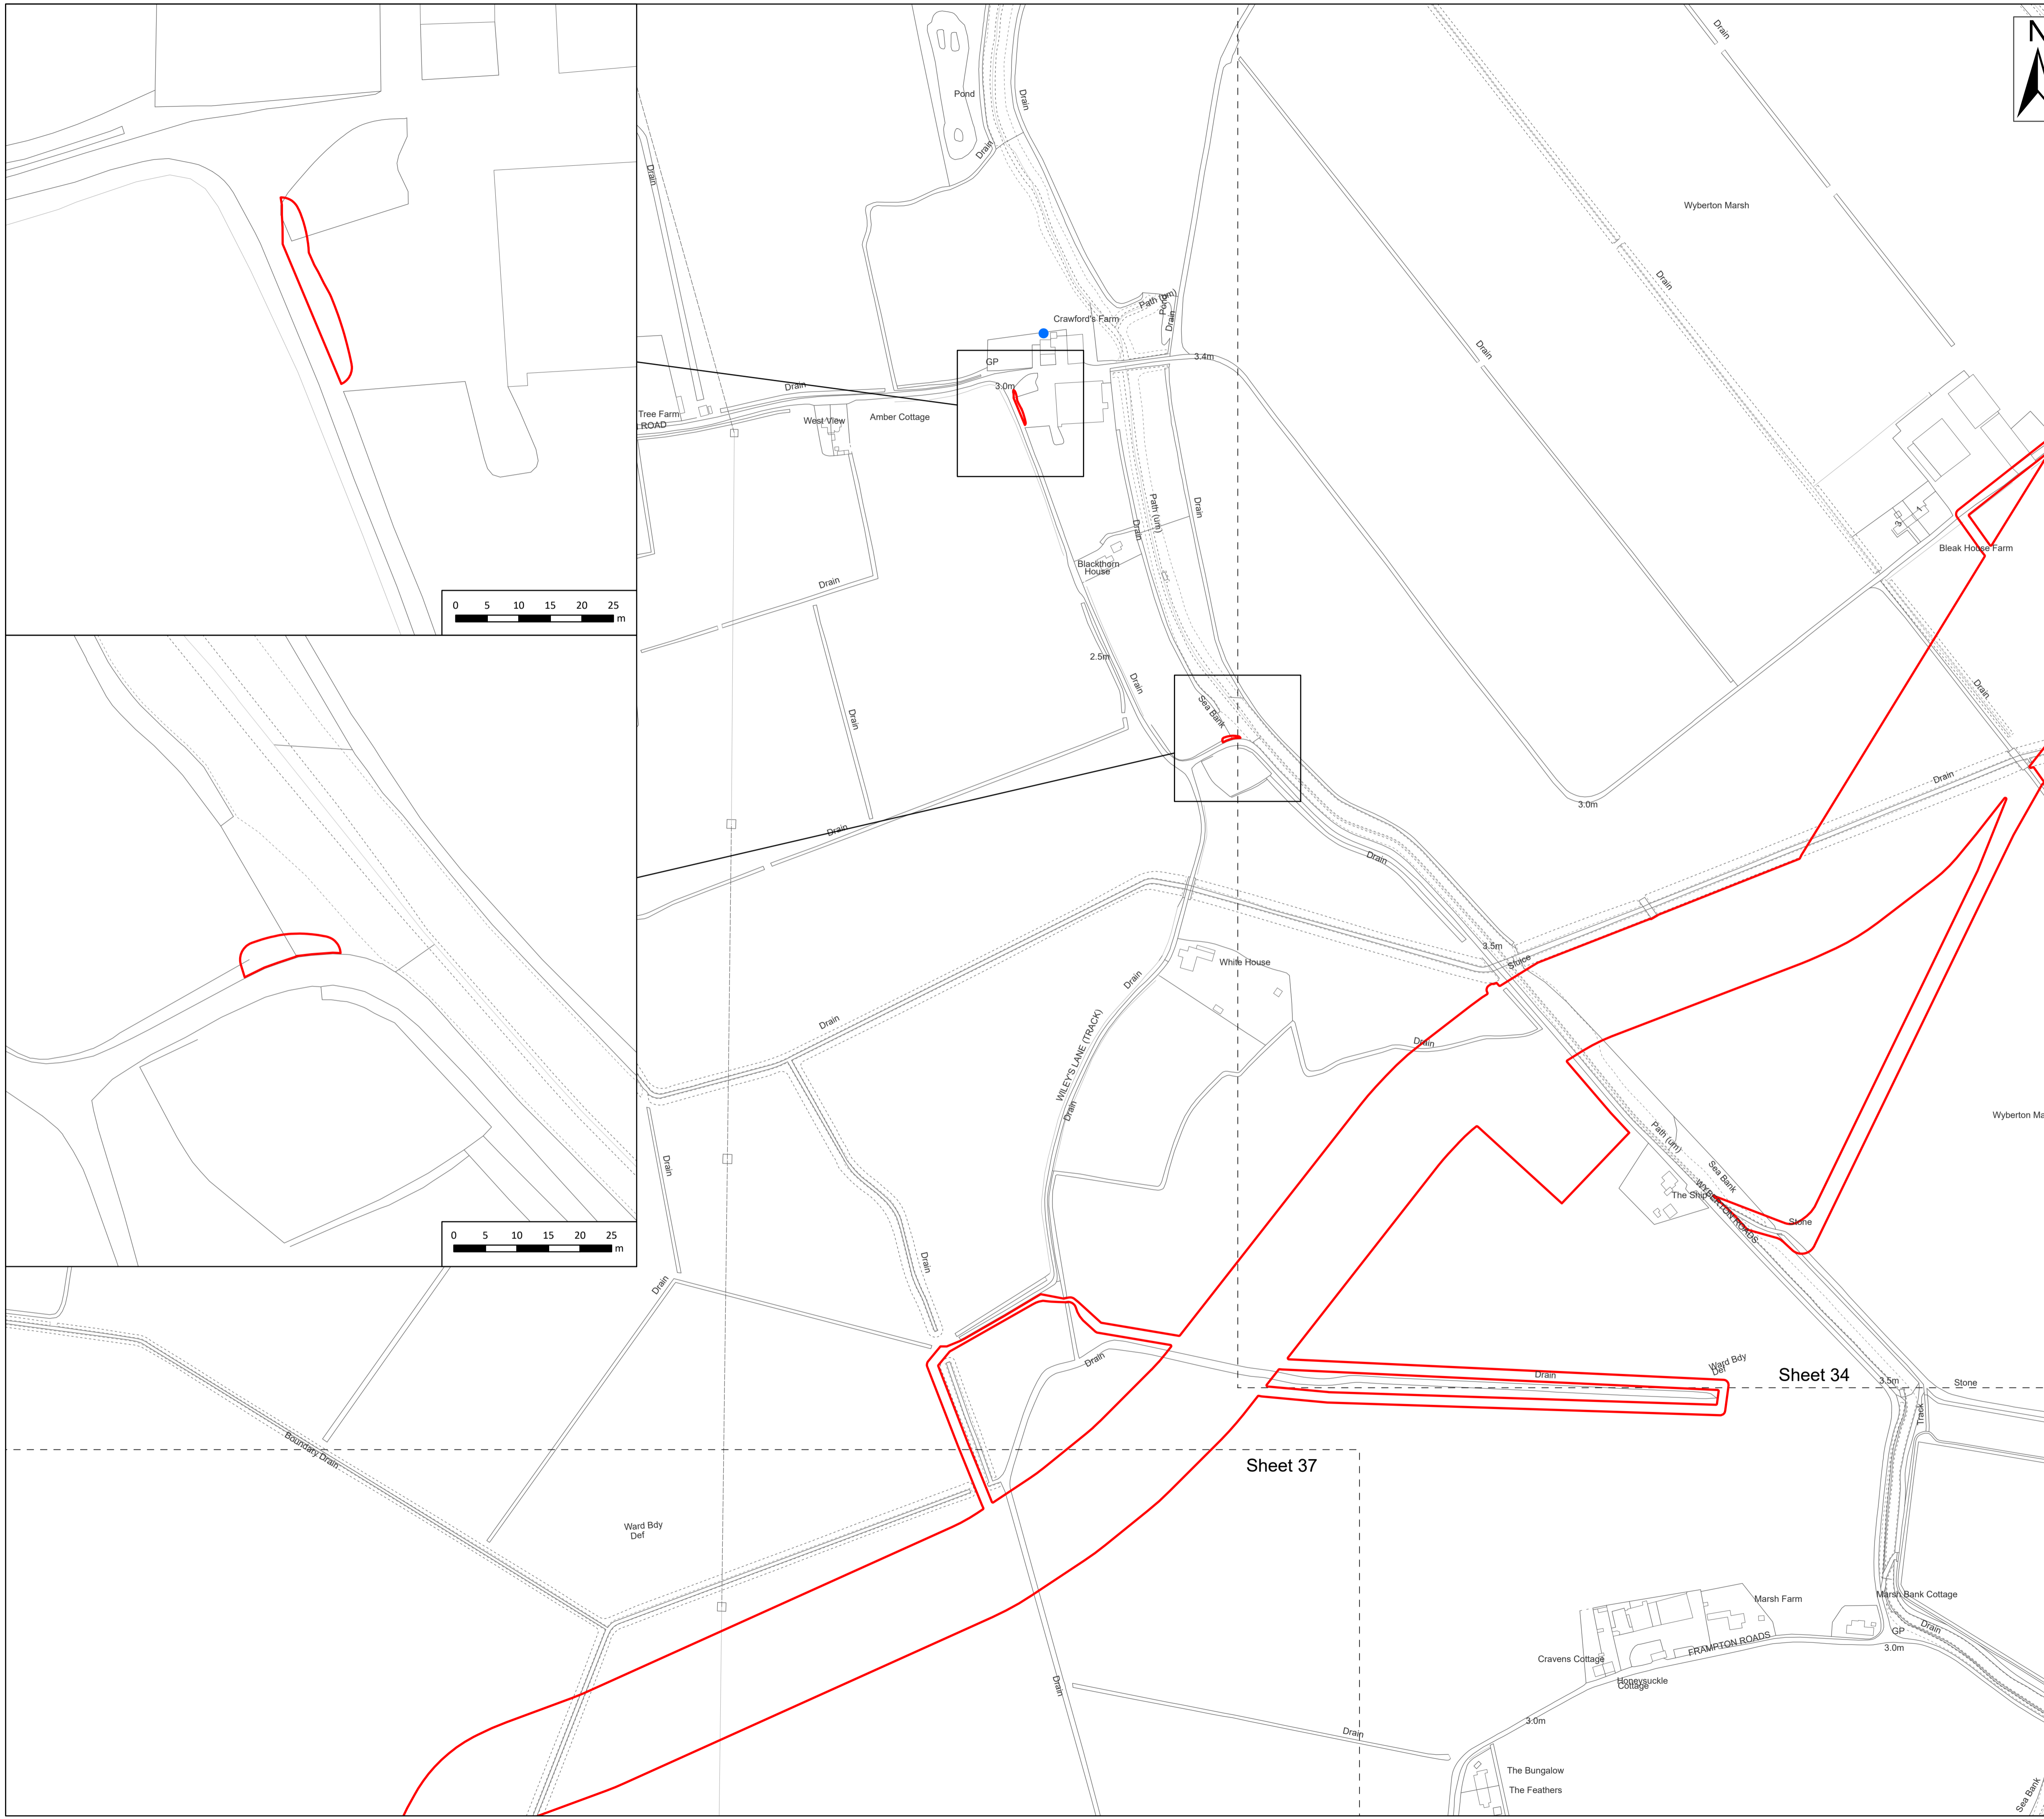 Drain
N
Pond
Drain
Drain
Drain
Wyberton Marsh
Drain
Path (um)
Pond
Drain
Crawford's Farm
GP
3.4m
Drain
3.0m
Drain
Tree Farm
ROAD
West View
Amber Cottage
Path (um)
Drain
Drain
3
1
Bleak House Farm
Blackthorn
House
Drain
0 5 10 15 20 25
m
2.5m
Drain
Drain
Sea Bank
Drain
Drain
Drain
3.0m
Drain
Drain
3.5m
Sluice
White House
Drain
WILEY'S LANE (TRACK)
Drain
Drain
Drain
Wyberton Ma
Path (um)
Drain
Sea Bank
The Ship
WYBERTON ROADS
Stone
0 5 10 15 20 25
m
Drain
Drain
Drain
Ward Bdy
Def
Drain
Sheet 34
3.5m
Stone
Track
Boundary Drain
Sheet 37
Ward Bdy
Def
Marsh Bank Cottage
Marsh Farm
Drain
GP
FRAMPTON ROADS
3.0m
Cravens Cottage
Honeysuckle
Cottage
Drain
3.0m
Drain
The Bungalow
The Feathers
Sea Bank